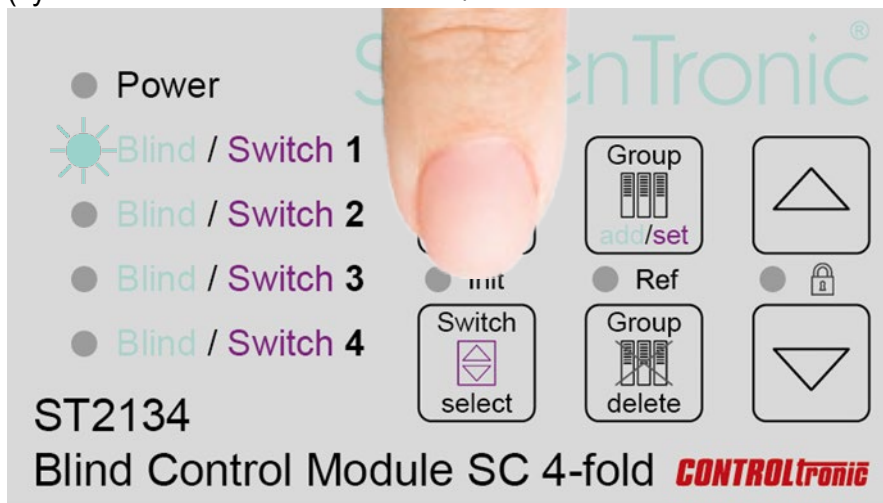 Power
Blind / Switch 1
Blind / Switch 2
Blind / Switch 3
Blind / Switch 4
Group
add/set
Init
Ref
Switch
select
Group
delete
ST2134
Blind Control Module SC 4-fold CONTROLtronic